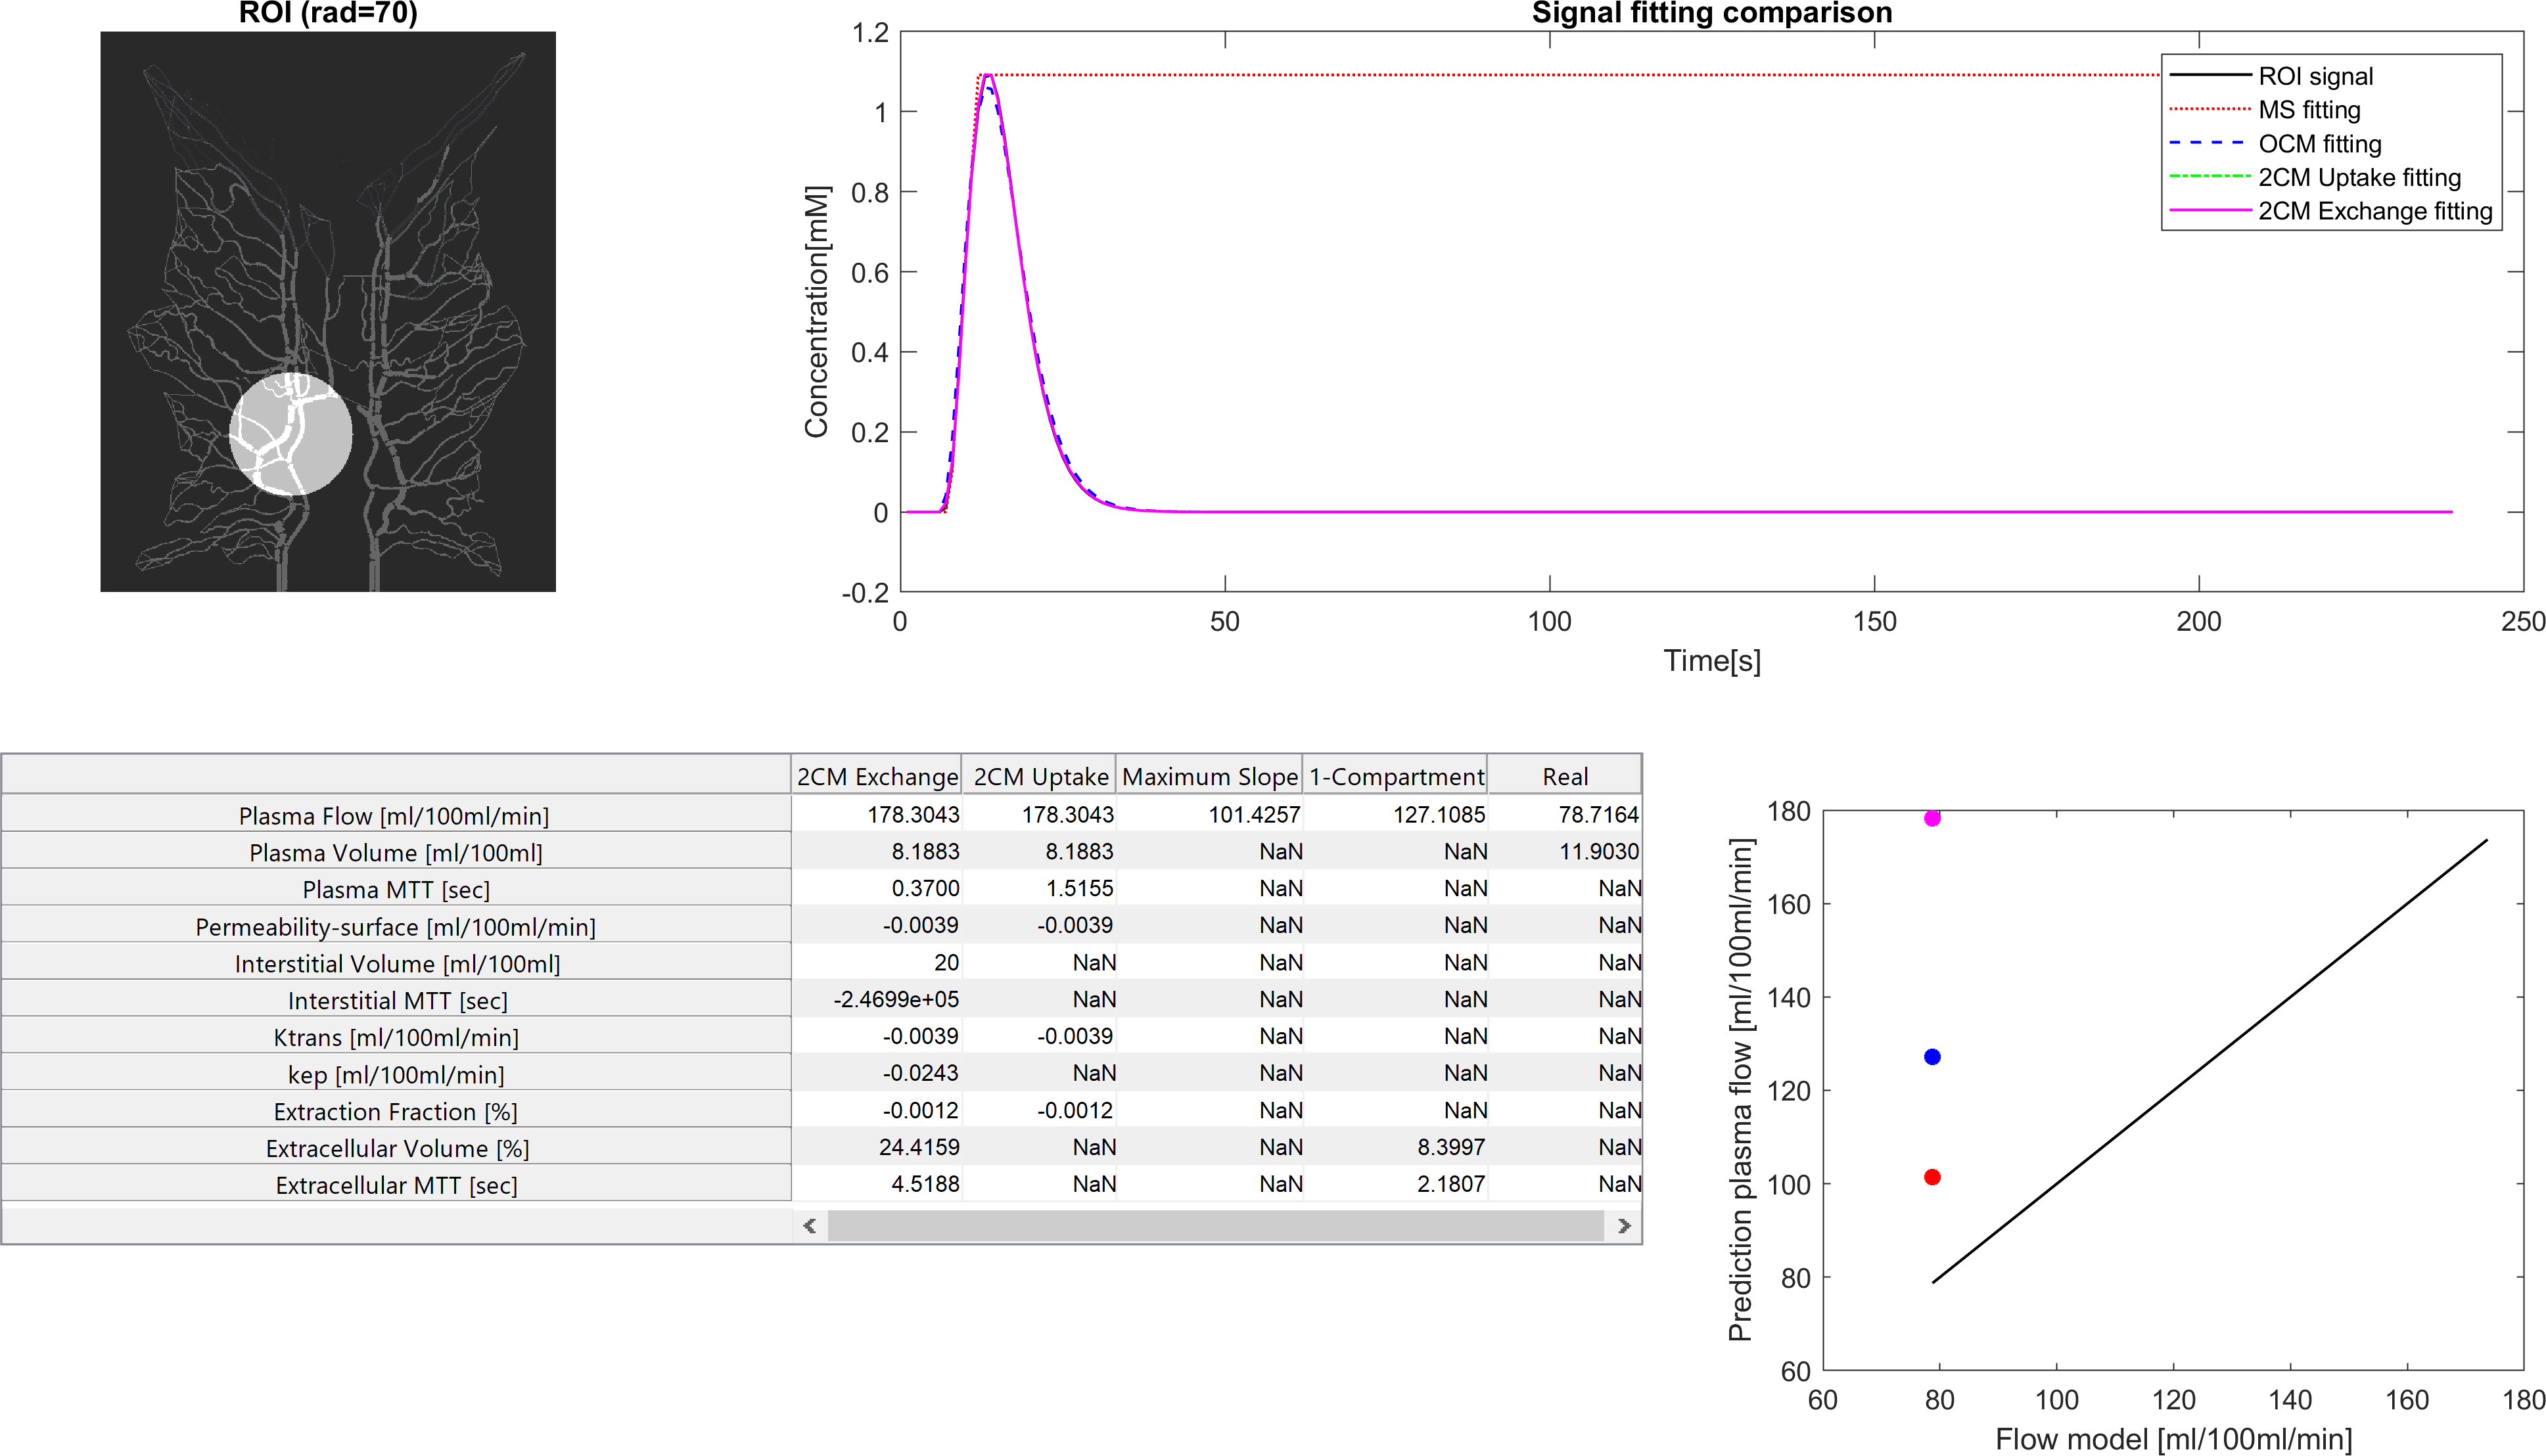 ROI (rad=70)
Signal fitting comparison
1.2
1
0.8
0.6
0.4
0.2
0
-0.2
Concentration[mM]
0 50 100 150 200 250
Time[s]
ROI signal
MS fitting
OCM fitting
2CM Uptake fitting
2CM Exchange fitting
2CM Exchange 2CM Uptake Maximum Slope 1-Compartment Real
Plasma Flow [ml/100ml/min] 178.3043 178.3043 101.4257 127.1085 78.7164
Plasma Volume [ml/100ml] 8.1883 8.1883 NaN NaN 11.9030
Plasma MTT [sec] 0.3700 1.5155 NaN NaN NaN
Permeability-surface [ml/100ml/min] -0.0039 -0.0039 NaN NaN NaN
Interstitial Volume [ml/100ml] 20 NaN NaN NaN NaN
Interstitial MTT [sec] -2.4699e+05 NaN NaN NaN NaN
Ktrans [ml/100ml/min] -0.0039 -0.0039 NaN NaN NaN
kep [ml/100ml/min] -0.0243 NaN NaN NaN NaN
Extraction Fraction [%] -0.0012 -0.0012 NaN NaN NaN
Extracellular Volume [%] 24.4159 NaN NaN 8.3997 NaN
Extracellular MTT [sec] 4.5188 NaN NaN 2.1807 NaN
180
160
140
120
100
80
60
Prediction plasma flow [ml/100ml/min]
60 80 100 120 140 160 180
Flow model [ml/100ml/min]